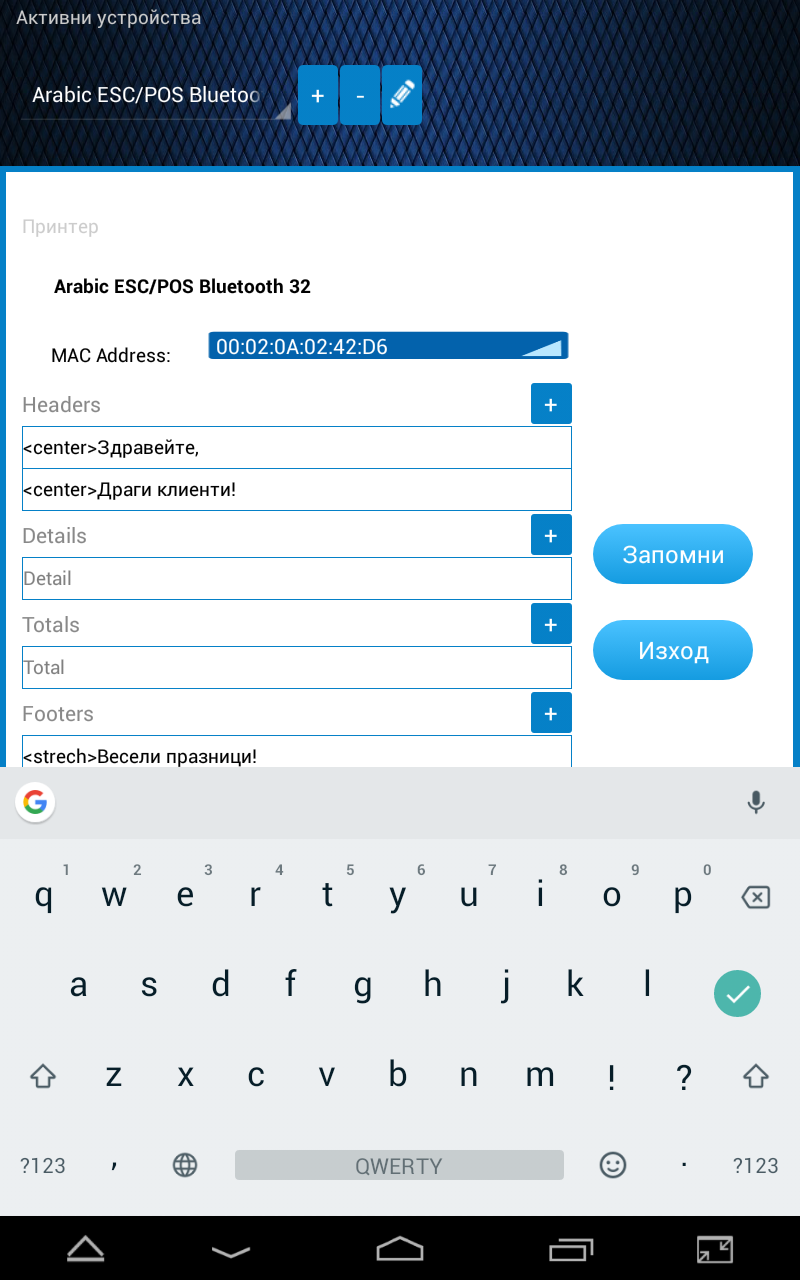 Активни устройства
Arabic ESC/POS Bluetoo
+ -
Принтер
Arabic ESC/POS Bluetooth 32
MAC Address: 00:02:0A:02:42:D6
Headers +
<center>Здравейте,
<center>Драги клиенти!
Details +
Detail
Запомни
Totals +
Total
Изход
Footers +
<strech>Весели празници!
G
1 2 3 4 5 6 7 8 9 0
q w e r t y u i o p
a s d f g h j k l
z x c v b n m ! ?
?123 , QWERTY . ?123